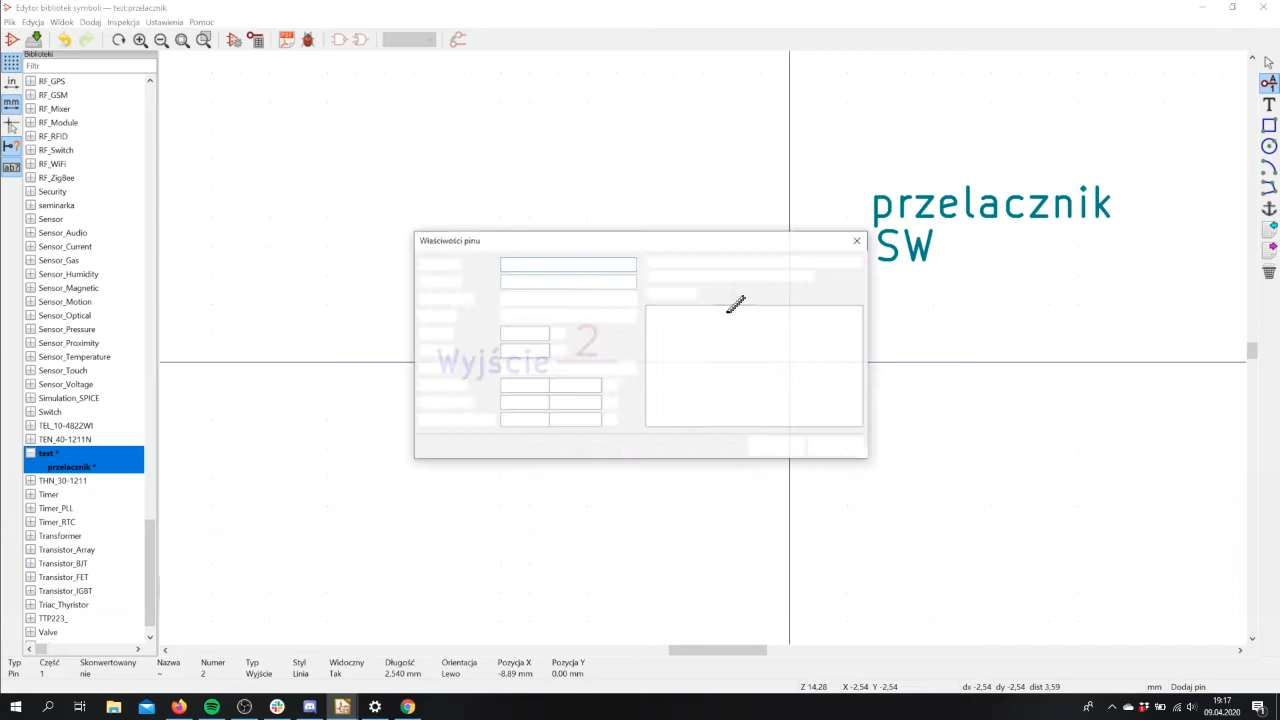 Edytor bibliotek symboli — test:przelacznik
Plik Edycja Widok Dodaj Inspekcja Ustawienia Pomoc
Biblioteki
Filtr
RF_GPS
RF_GSM
RF_Mixer
RF_Module
RF_RFID
RF_Switch
RF_WiFi
RF_ZigBee
Security
seminarka
Sensor
Sensor_Audio
Sensor_Current
Sensor_Gas
Sensor_Humidity
Sensor_Magnetic
Sensor_Motion
Sensor_Optical
Sensor_Pressure
Sensor_Proximity
Sensor_Temperature
Sensor_Touch
Sensor_Voltage
Simulation_SPICE
Switch
TEL_10-4822WI
TEN_40-1211N
test *
przelacznik *
THN_30-1211
Timer
Timer_PLL
Timer_RTC
Transformer
Transistor_Array
Transistor_BJT
Transistor_FET
Transistor_IGBT
Triac_Thyristor
TTP223_
Valve
przelacznik
SW
Właściwości pinu
Wyjście 2
Typ Część Skonwertowany Nazwa Numer Typ Styl Widoczny Długość Orientacja Pozycja X Pozycja Y
Pin 1 nie ~ 2 Wyjście Linia Tak 2.540 mm Lewo -8,89 mm 0,00 mm
Z 14,28 X -2,54 Y -2,54 dx -2,54 dy -2,54 dist 3,59 mm Dodaj pin
19:17
09.04.2020